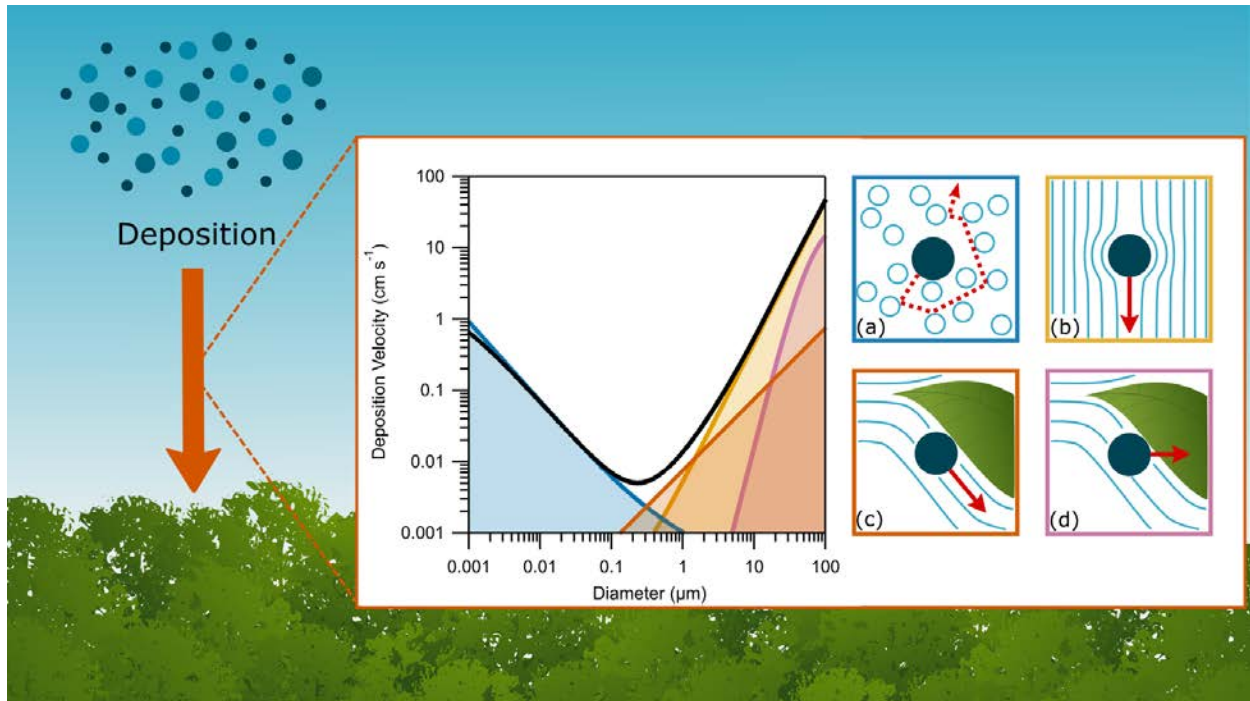 Deposition
Deposition Velocity (cm s⁻¹)
100
10
1
0.1
0.01
0.001
0.001 0.01 0.1 1 10 100
Diameter (µm)
(a)
(b)
(c)
(d)